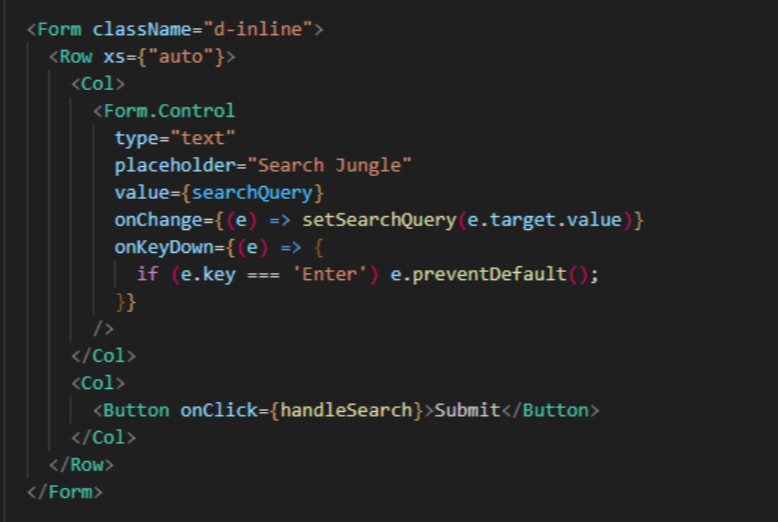 <Form className="d-inline">
<Row xs={"auto"}>
<Col>
<Form.Control
type="text"
placeholder="Search Jungle"
value={searchQuery}
onChange={(e) => setSearchQuery(e.target.value)}
onKeyDown={(e) => {
if (e.key === 'Enter') e.preventDefault();
}}
/>
</Col>
<Col>
<Button onClick={handleSearch}>Submit</Button>
</Col>
</Row>
</Form>